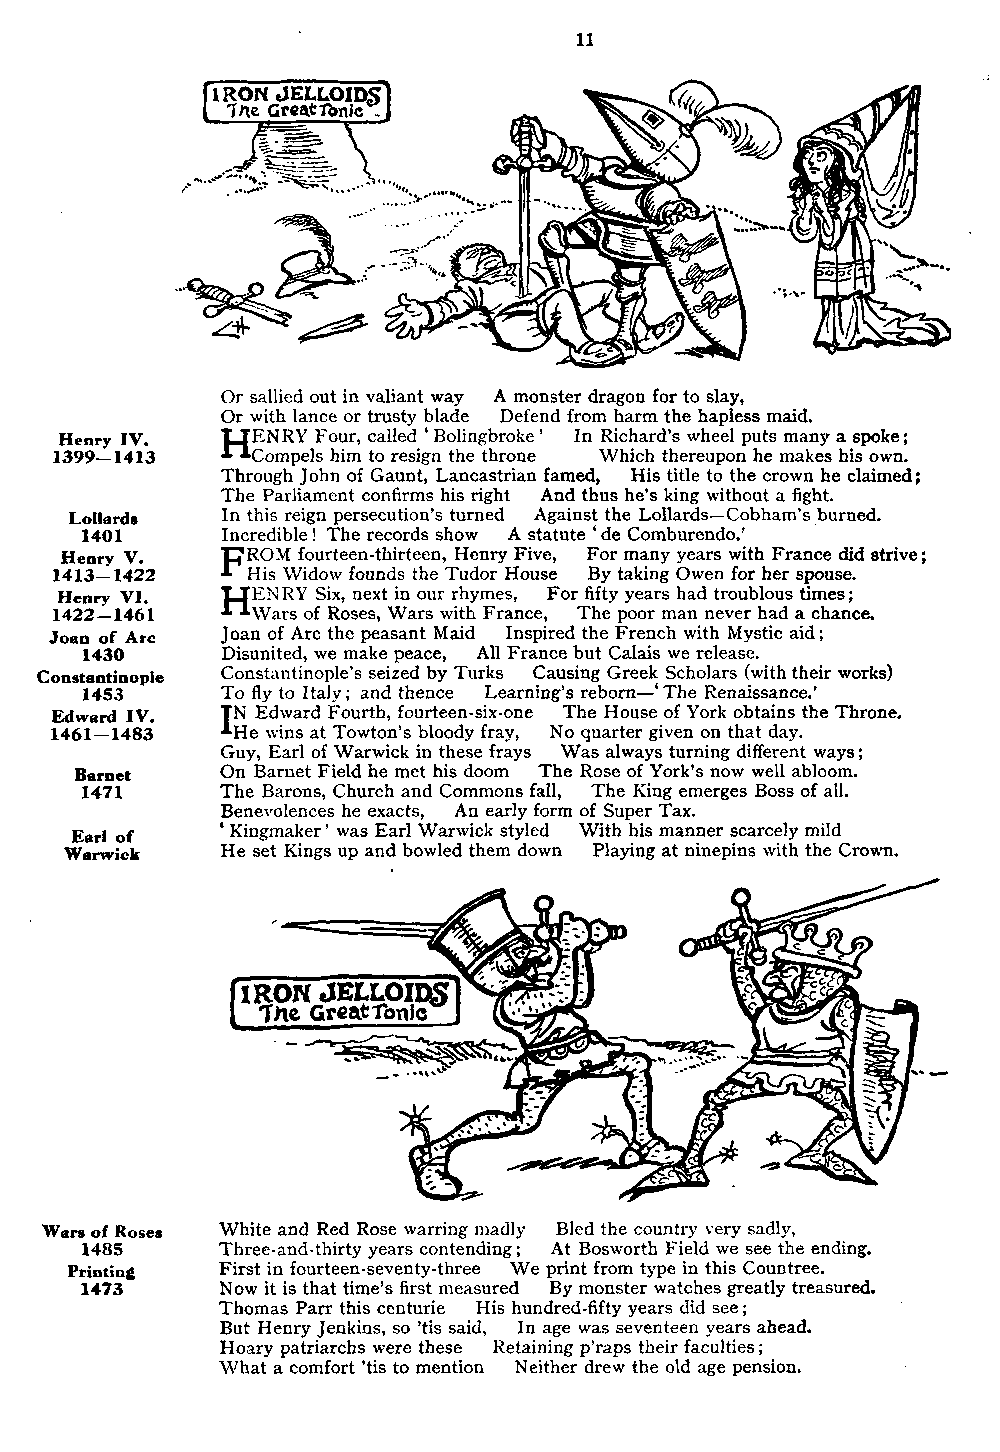 11
IRON JELLOIDS
The Great Tonic
Or sallied out in valiant way A monster dragon for to slay,
Or with lance or trusty blade Defend from harm the hapless maid.
Henry IV.
1399—1413
HENRY Four, called ‘Bolingbroke’ In Richard's wheel puts many a spoke;
Compels him to resign the throne Which thereupon he makes his own.
Through John of Gaunt, Lancastrian famed, His title to the crown he claimed;
The Parliament confirms his right And thus he's king without a fight.
Lollards
1401
In this reign persecution's turned Against the Lollards—Cobham's burned.
Incredible! The records show A statute ‘de Comburendo.’
Henry V.
1413—1422
FROM fourteen-thirteen, Henry Five, For many years with France did strive;
His Widow founds the Tudor House By taking Owen for her spouse.
Henry VI.
1422—1461
HENRY Six, next in our rhymes, For fifty years had troublous times;
Wars of Roses, Wars with France, The poor man never had a chance.
Joan of Arc
1430
Joan of Arc the peasant Maid Inspired the French with Mystic aid;
Disunited, we make peace, All France but Calais we release.
Constantinople
1453
Constantinople's seized by Turks Causing Greek Scholars (with their works)
To fly to Italy; and thence Learning's reborn—‘The Renaissance.’
Edward IV.
1461—1483
IN Edward Fourth, fourteen-six-one The House of York obtains the Throne.
He wins at Towton's bloody fray, No quarter given on that day.
Guy, Earl of Warwick in these frays Was always turning different ways;
Barnet
1471
On Barnet Field he met his doom The Rose of York's now well abloom.
The Barons, Church and Commons fall, The King emerges Boss of all.
Benevolences he exacts, An early form of Super Tax.
Earl of
Warwick
‘Kingmaker’ was Earl Warwick styled With his manner scarcely mild
He set Kings up and bowled them down Playing at ninepins with the Crown.
IRON JELLOIDS
The Great Tonic
Wars of Roses
1485
White and Red Rose warring madly Bled the country very sadly,
Three-and-thirty years contending; At Bosworth Field we see the ending.
Printing
1473
First in fourteen-seventy-three We print from type in this Countree.
Now it is that time's first measured By monster watches greatly treasured.
Thomas Parr this centurie His hundred-fifty years did see;
But Henry Jenkins, so 'tis said, In age was seventeen years ahead.
Hoary patriarchs were these Retaining p'raps their faculties;
What a comfort 'tis to mention Neither drew the old age pension.